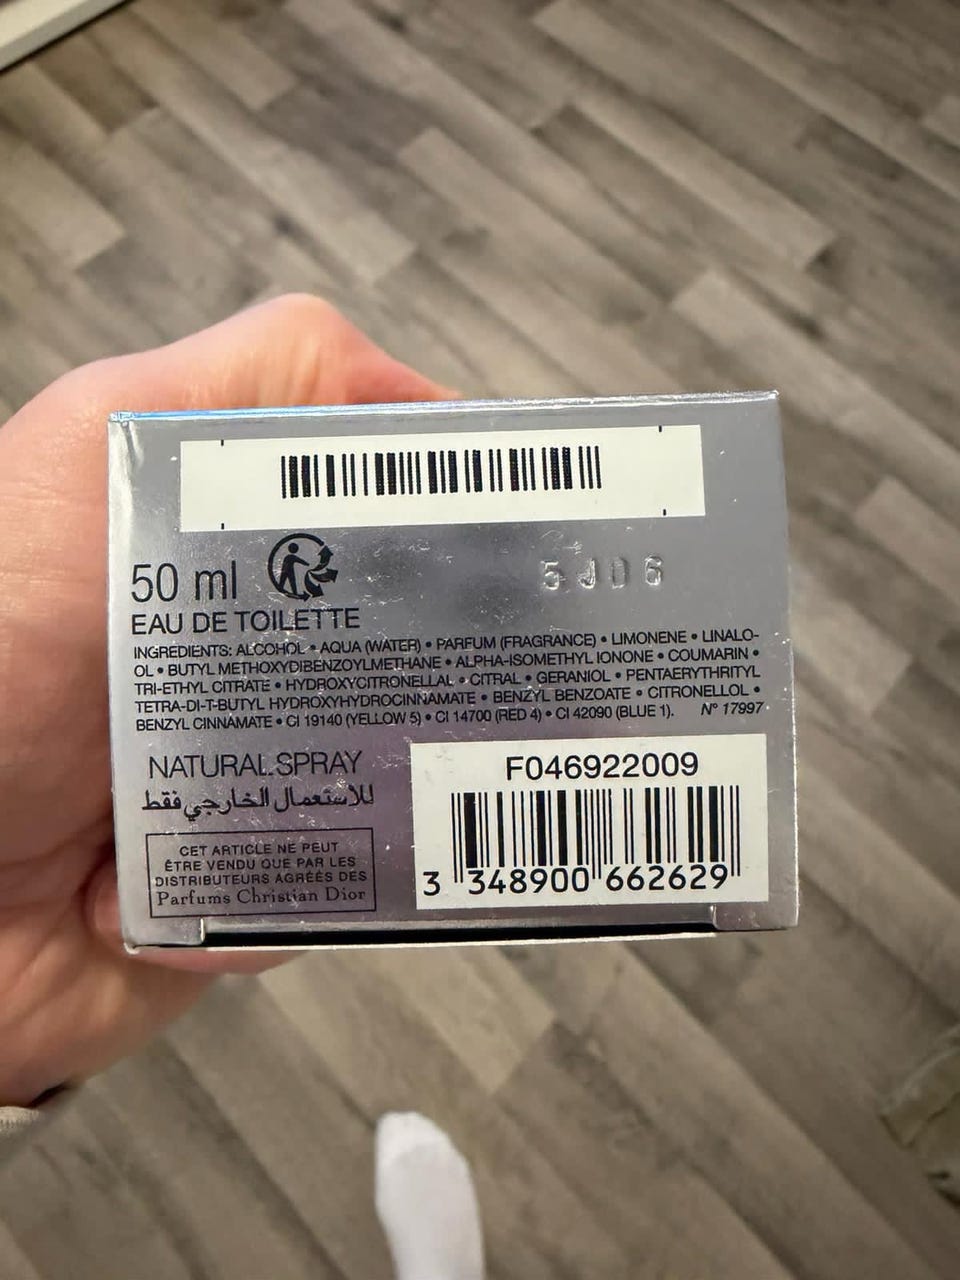 5J06
50 ml
EAU DE TOILETTE
INGREDIENTS: ALCOHOL • AQUA (WATER) • PARFUM (FRAGRANCE) • LIMONENE • LINALO-
OL • BUTYL METHOXYDIBENZOYLMETHANE • ALPHA-ISOMETHYL IONONE • COUMARIN •
TRI-ETHYL CITRATE • HYDROXYCITRONELLAL • CITRAL • GERANIOL • PENTAERYTHRITYL
TETRA-DI-T-BUTYL HYDROXYHYDROCINNAMATE • BENZYL BENZOATE • CITRONELLOL •
BENZYL CINNAMATE • CI 19140 (YELLOW 5) • CI 14700 (RED 4) • CI 42090 (BLUE 1). N° 17997
NATURAL SPRAY
للاستعمال الخارجي فقط
CET ARTICLE NE PEUT
ÊTRE VENDU QUE PAR LES
DISTRIBUTEURS AGRÉÉS DES
Parfums Christian Dior
F046922009
3 348900 662629